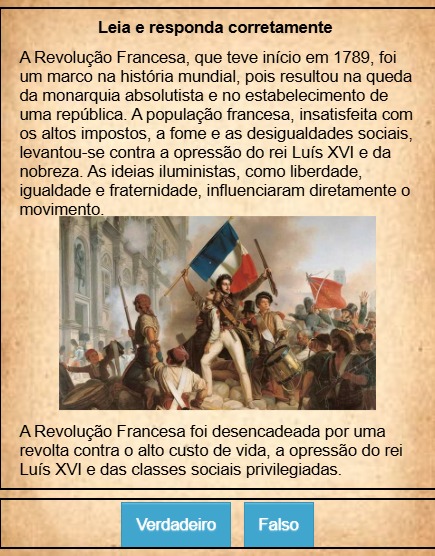 Leia e responda corretamente
A Revolução Francesa, que teve início em 1789, foi
um marco na história mundial, pois resultou na queda
da monarquia absolutista e no estabelecimento de
uma república. A população francesa, insatisfeita com
os altos impostos, a fome e as desigualdades sociais,
levantou-se contra a opressão do rei Luís XVI e da
nobreza. As ideias iluministas, como liberdade,
igualdade e fraternidade, influenciaram diretamente o
movimento.
A Revolução Francesa foi desencadeada por uma
revolta contra o alto custo de vida, a opressão do rei
Luís XVI e das classes sociais privilegiadas.
Verdadeiro Falso